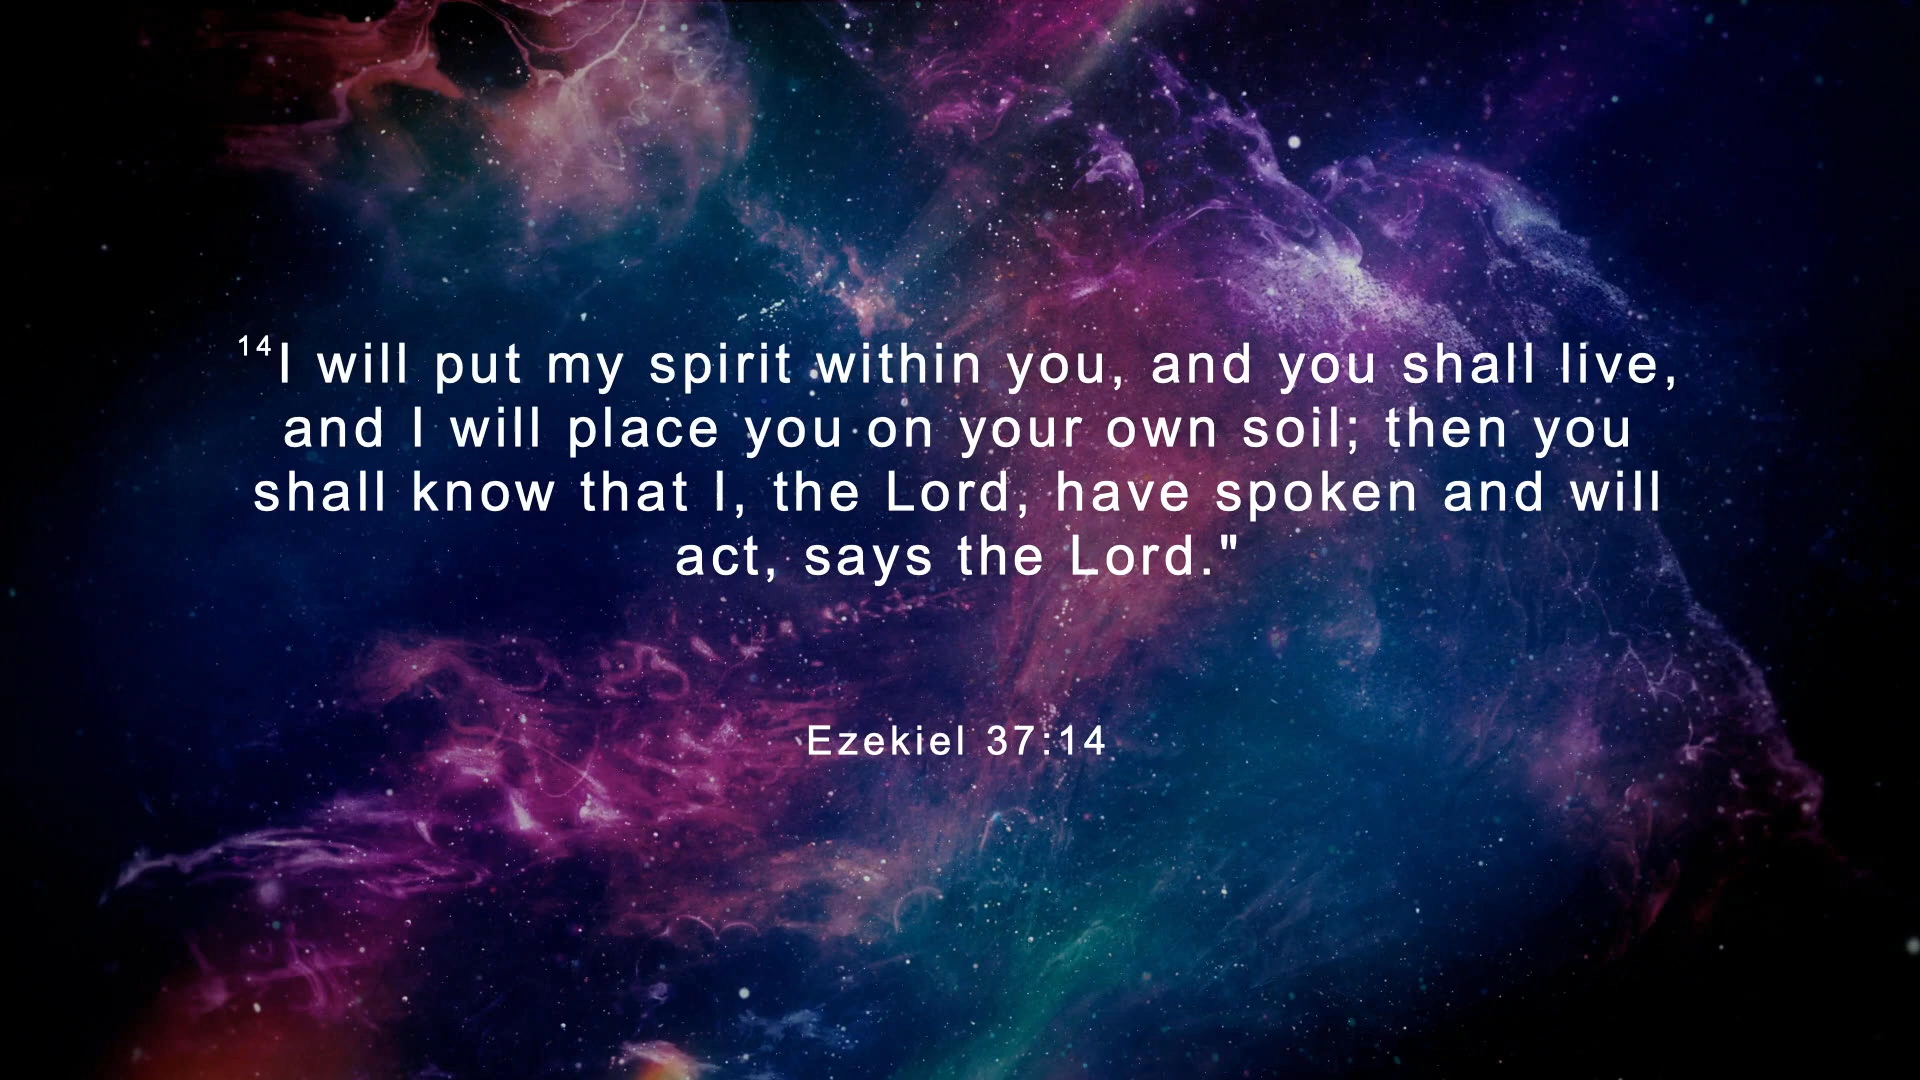 14I will put my spirit within you, and you shall live,
and I will place you on your own soil; then you
shall know that I, the Lord, have spoken and will
act, says the Lord."
Ezekiel 37:14